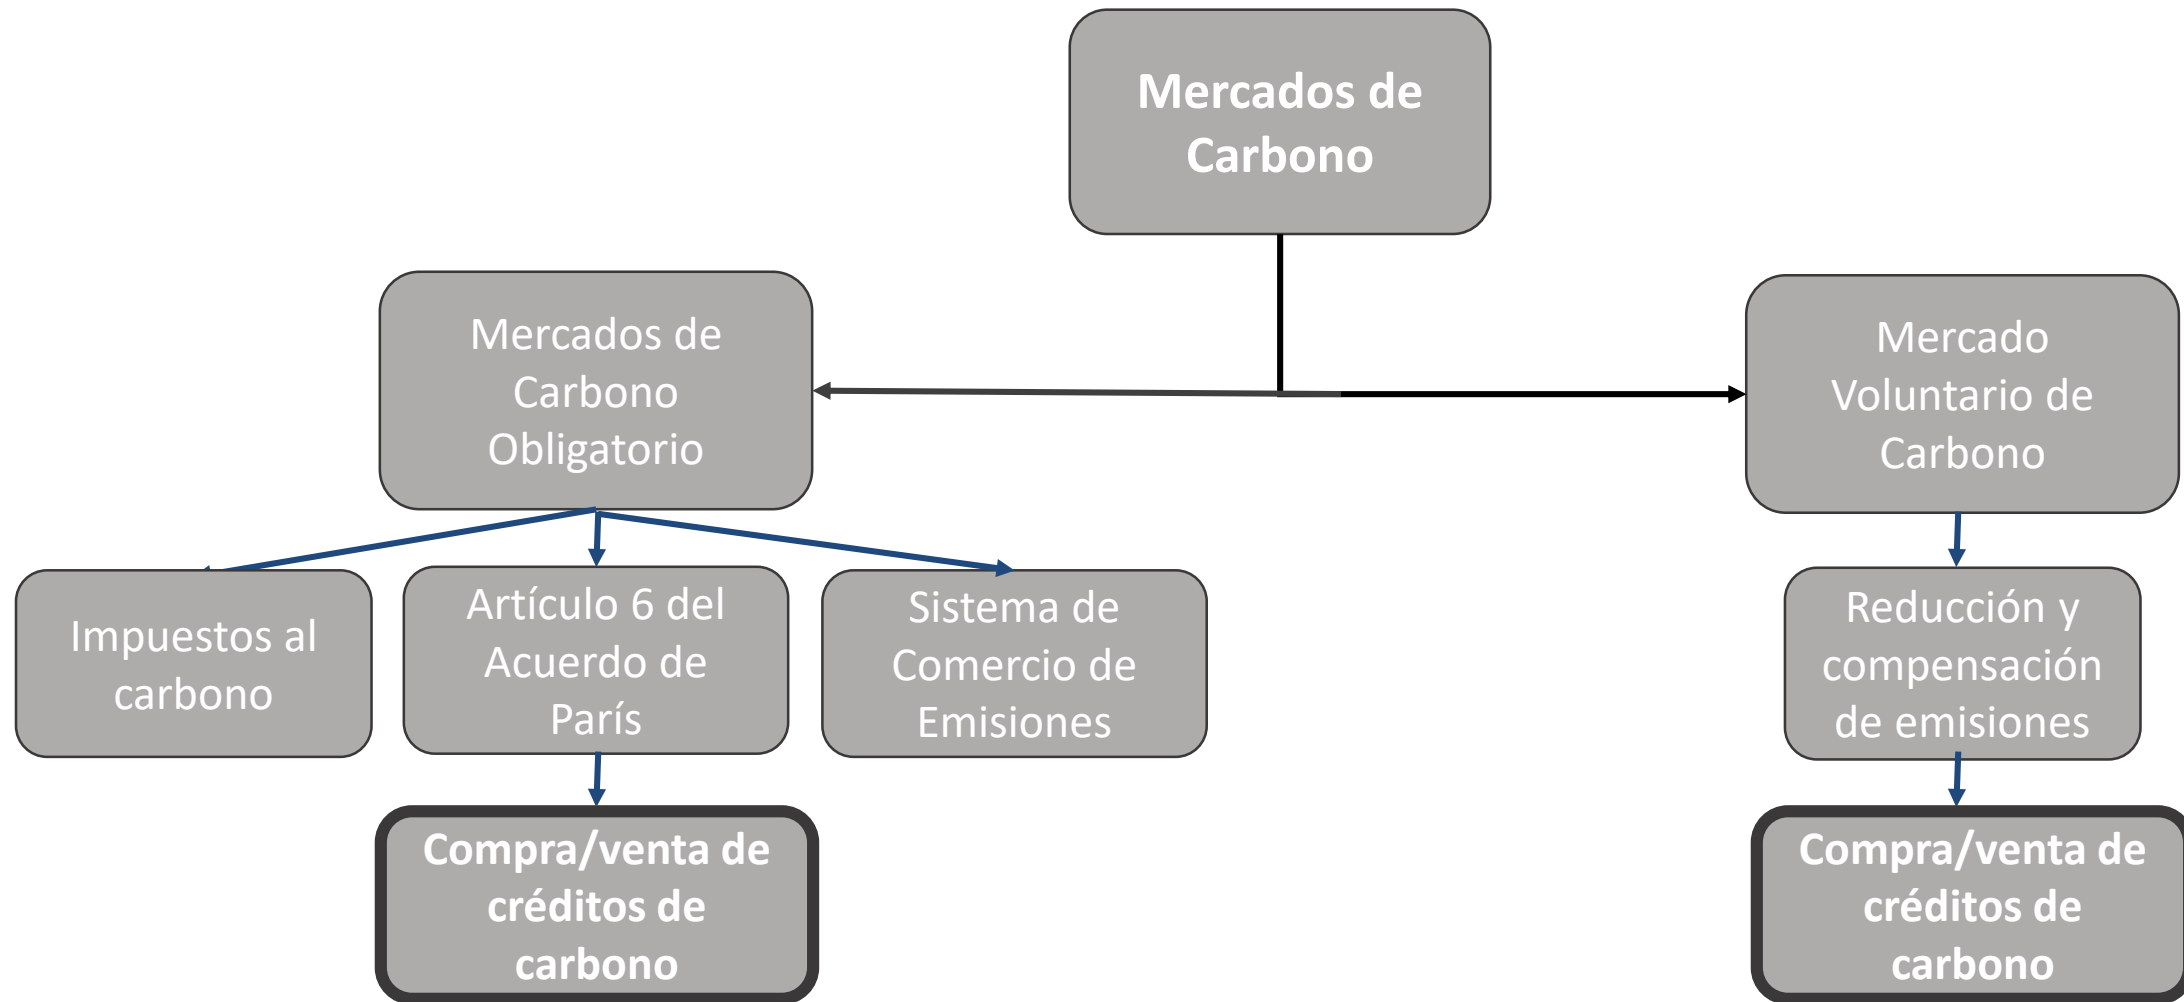 Mercados de
Carbono
Mercados de
Carbono
Obligatorio
Mercado
Voluntario de
Carbono
Impuestos al
carbono
Artículo 6 del
Acuerdo de
París
Sistema de
Comercio de
Emisiones
Reducción y
compensación
de emisiones
Compra/venta de
créditos de
carbono
Compra/venta de
créditos de
carbono